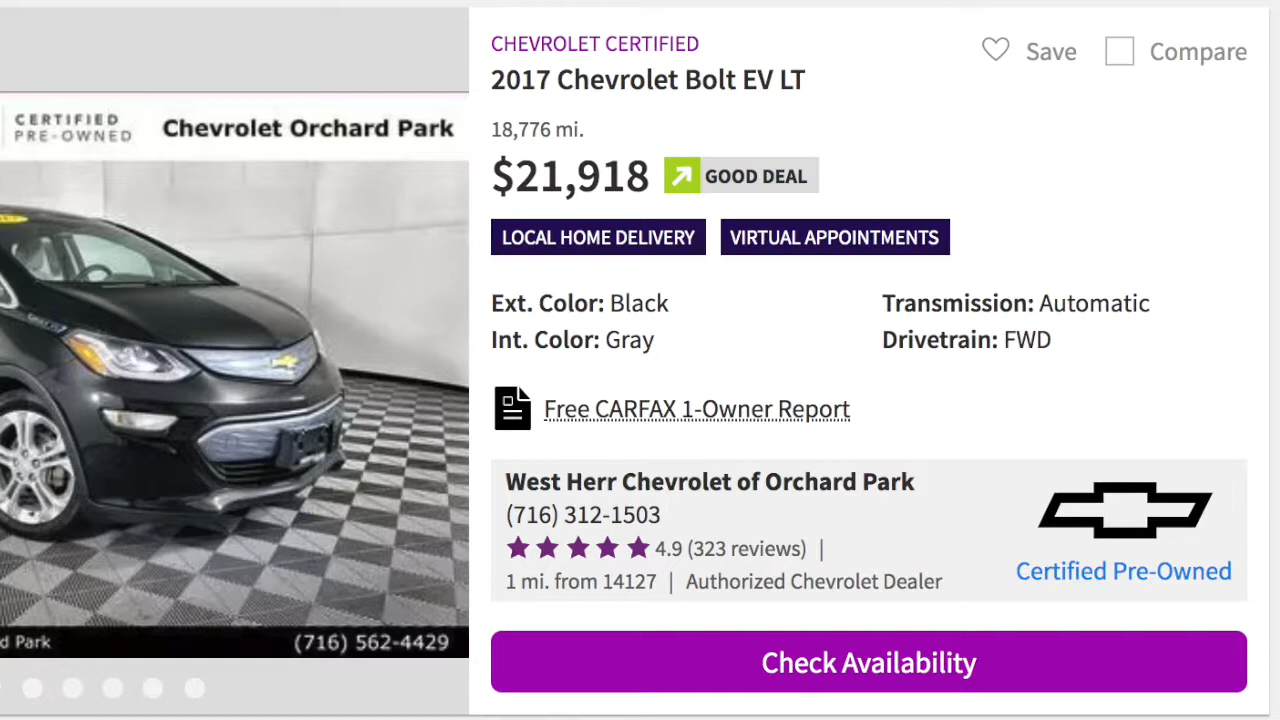 CERTIFIED
PRE-OWNED
Chevrolet Orchard Park
d Park
(716) 562-4429
CHEVROLET CERTIFIED
Save
Compare
2017 Chevrolet Bolt EV LT
18,776 mi.
$21,918
GOOD DEAL
LOCAL HOME DELIVERY
VIRTUAL APPOINTMENTS
Ext. Color: Black
Transmission: Automatic
Int. Color: Gray
Drivetrain: FWD
Free CARFAX 1-Owner Report
West Herr Chevrolet of Orchard Park
(716) 312-1503
4.9 (323 reviews) |
1 mi. from 14127 | Authorized Chevrolet Dealer
Certified Pre-Owned
Check Availability